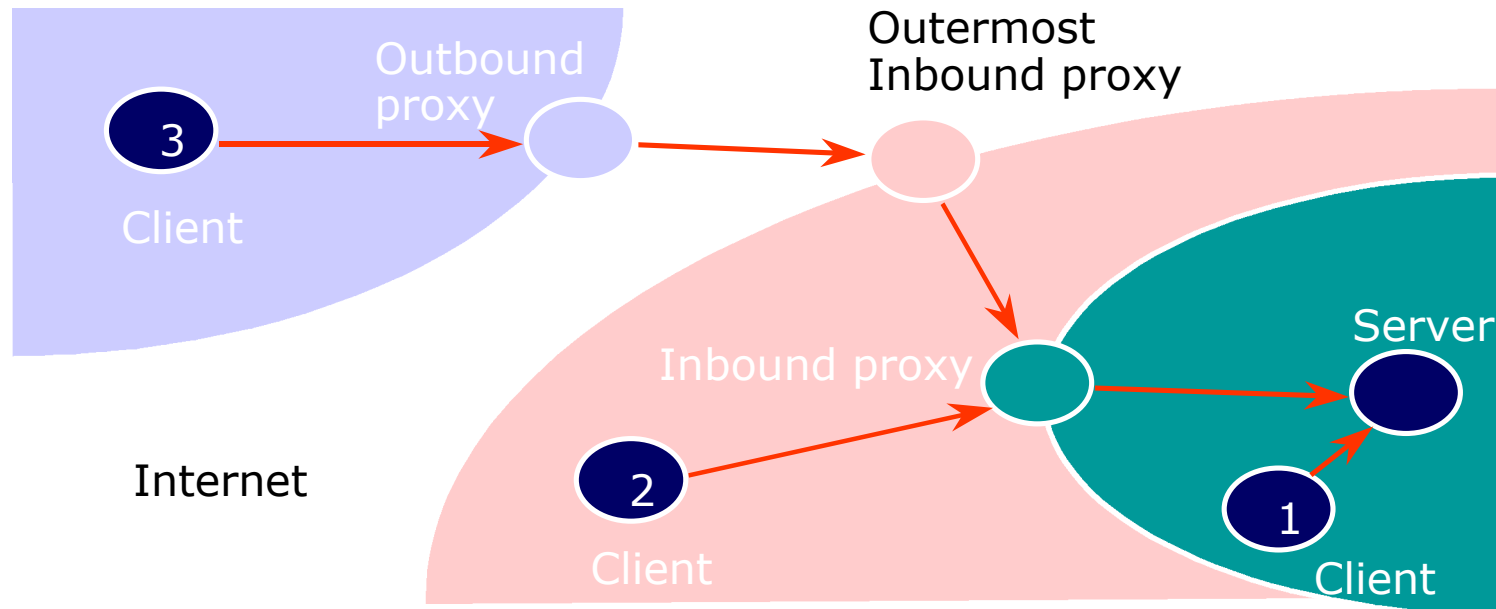 Outermost
Inbound proxy
Outbound
proxy
3
Client
Server
Inbound proxy
Internet
2
1
Client
Client